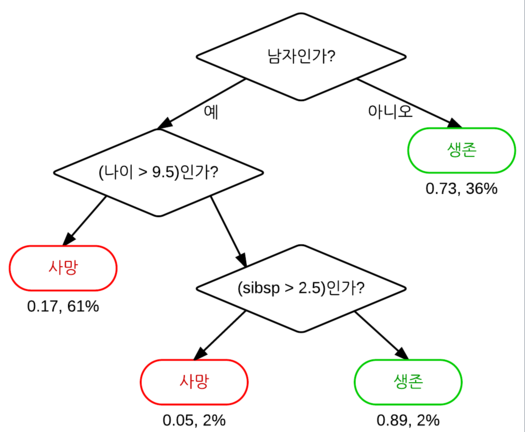 남자인가?
예
아니오
생존
0.73, 36%
(나이 > 9.5)인가?
사망
0.17, 61%
(sibsp > 2.5)인가?
사망
0.05, 2%
생존
0.89, 2%